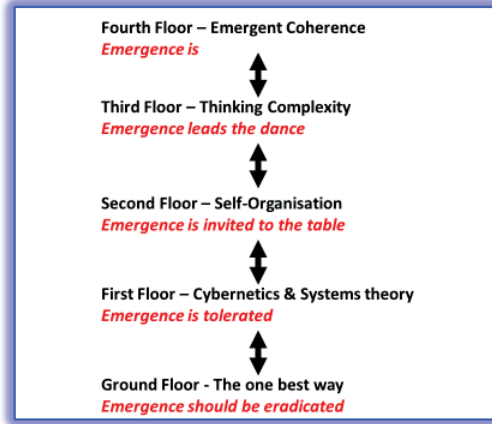 Fourth Floor – Emergent Coherence
Emergence is
Third Floor – Thinking Complexity
Emergence leads the dance
Second Floor – Self-Organisation
Emergence is invited to the table
First Floor – Cybernetics & Systems theory
Emergence is tolerated
Ground Floor - The one best way
Emergence should be eradicated